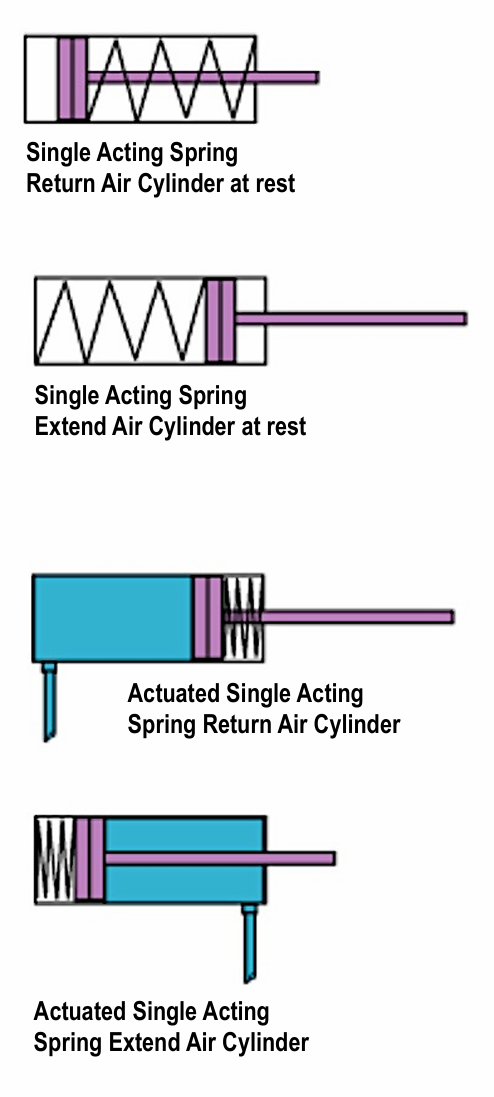 Single Acting Spring
Return Air Cylinder at rest
Single Acting Spring
Extend Air Cylinder at rest
Actuated Single Acting
Spring Return Air Cylinder
Actuated Single Acting
Spring Extend Air Cylinder